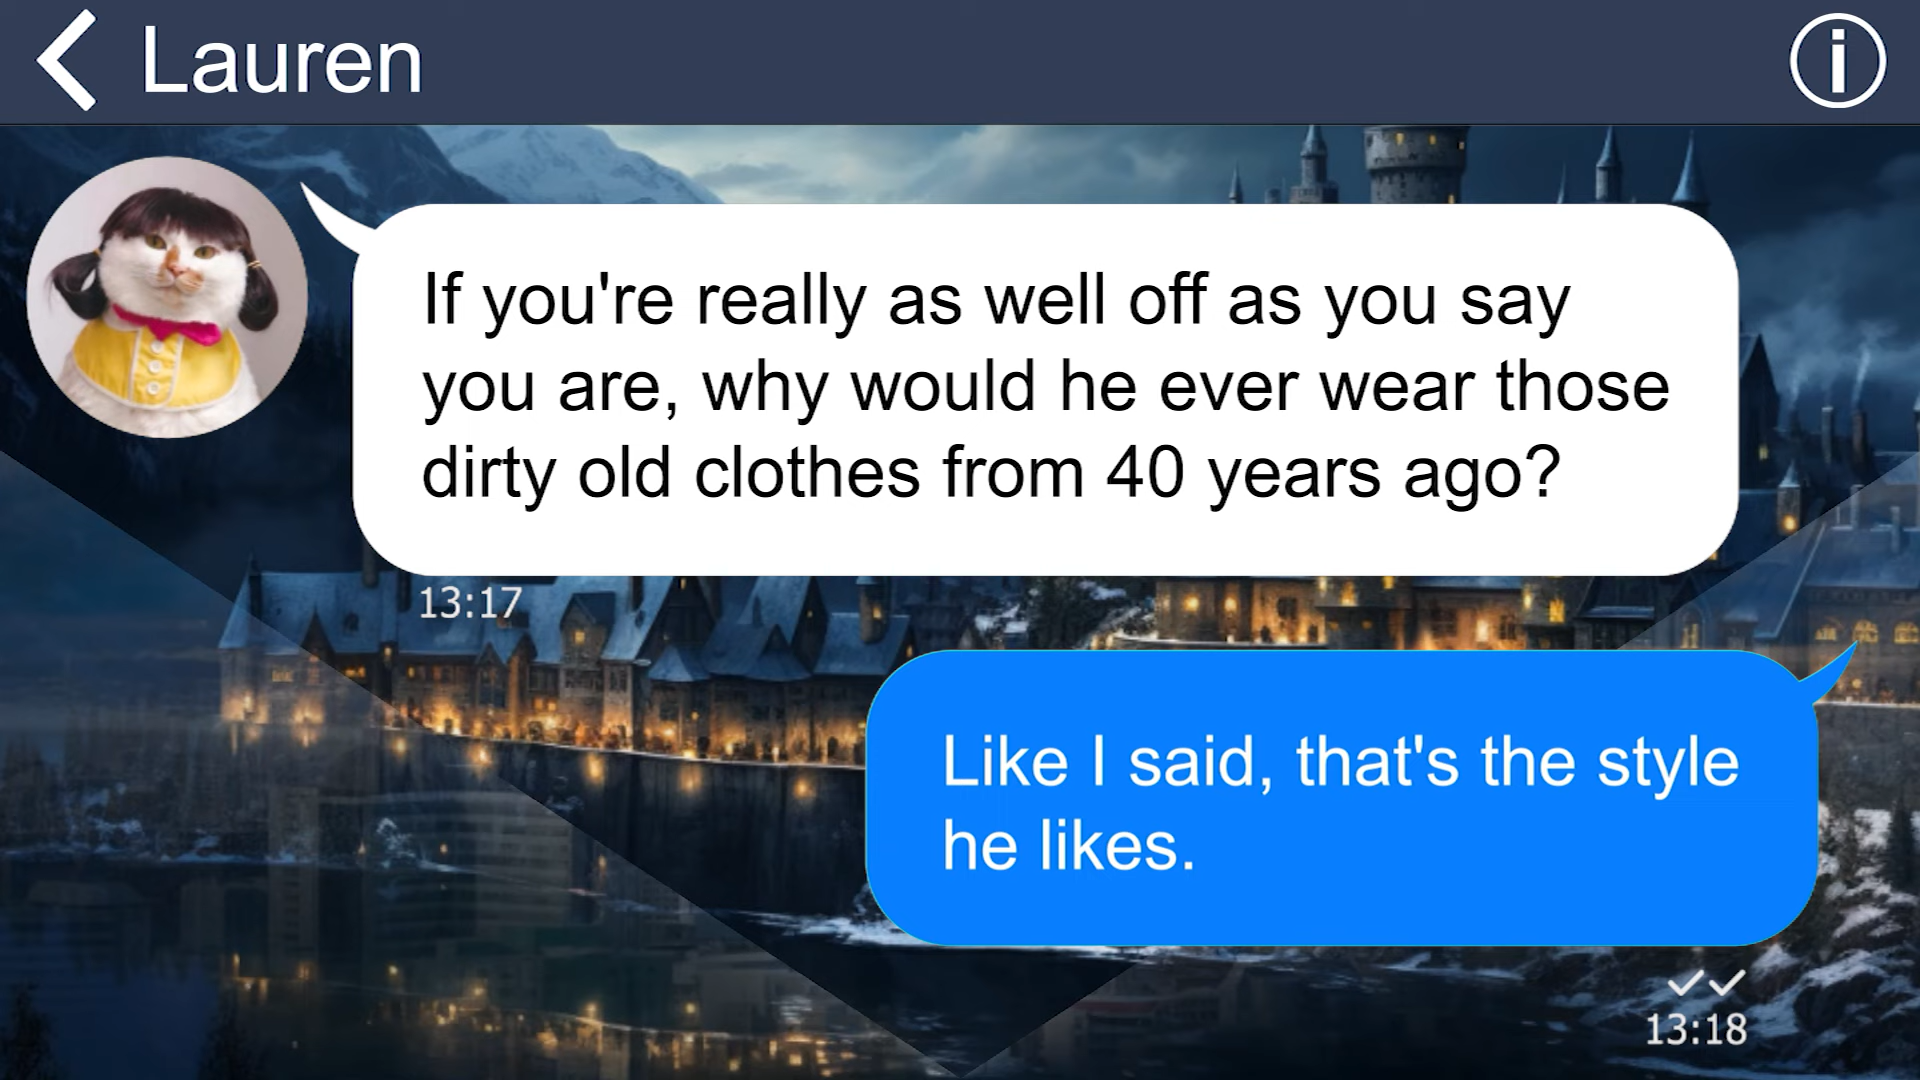 Lauren
If you're really as well off as you say
you are, why would he ever wear those
dirty old clothes from 40 years ago?
13:17
Like I said, that's the style
he likes.
13:18